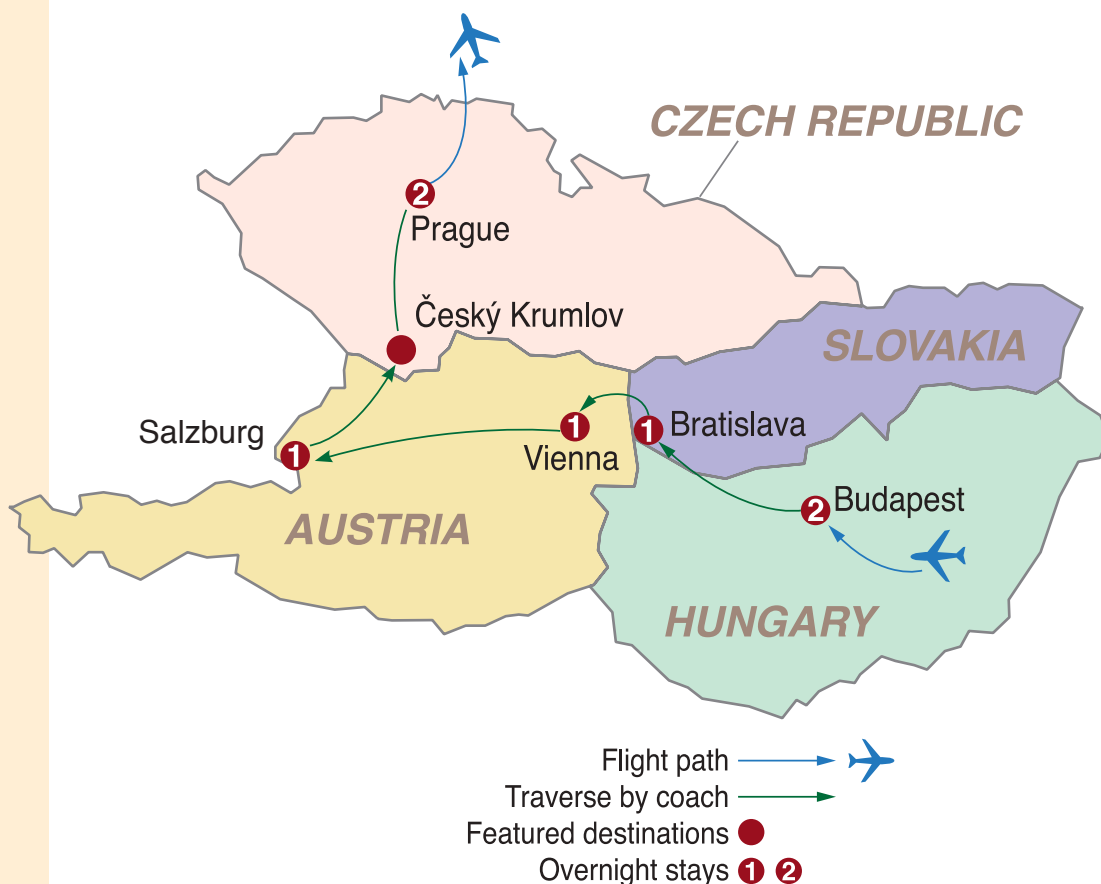 CZECH REPUBLIC
2
Prague
Český Krumlov
SLOVAKIA
Salzburg
1
1
Vienna
1
Bratislava
2
Budapest
AUSTRIA
HUNGARY
Flight path
Traverse by coach
Featured destinations
Overnight stays 1 2